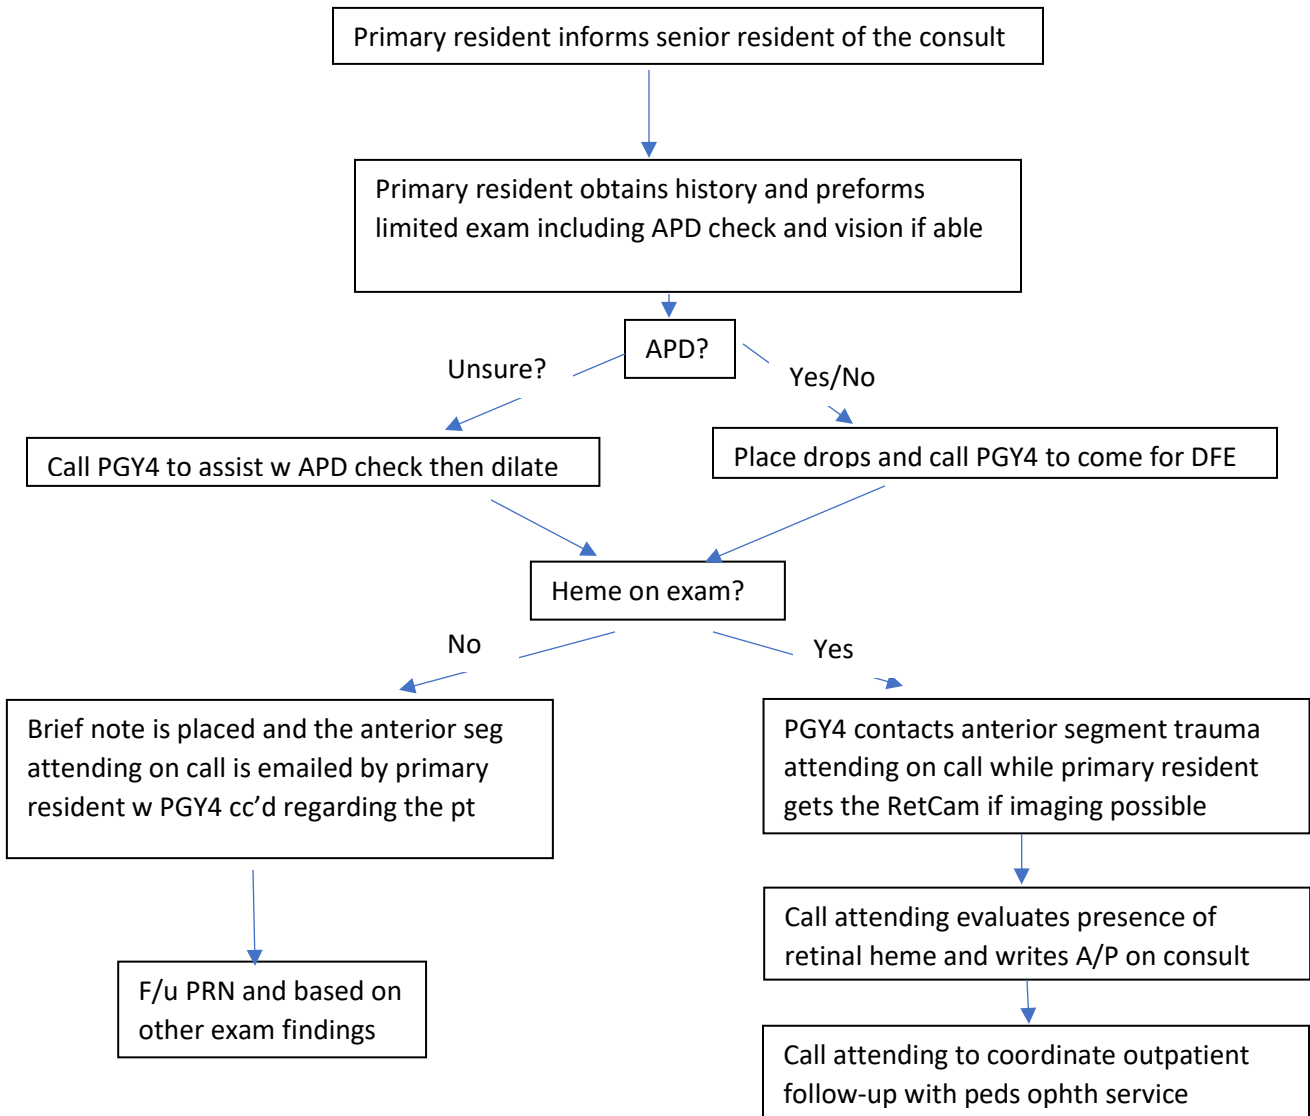 Primary resident informs senior resident of the consult
Primary resident obtains history and preforms
limited exam including APD check and vision if able
APD?
Unsure?
Yes/No
Call PGY4 to assist w APD check then dilate
Place drops and call PGY4 to come for DFE
Heme on exam?
No
Yes
Brief note is placed and the anterior seg
attending on call is emailed by primary
resident w PGY4 cc’d regarding the pt
PGY4 contacts anterior segment trauma
attending on call while primary resident
gets the RetCam if imaging possible
Call attending evaluates presence of
retinal heme and writes A/P on consult
F/u PRN and based on
other exam findings
Call attending to coordinate outpatient
follow-up with peds ophth service